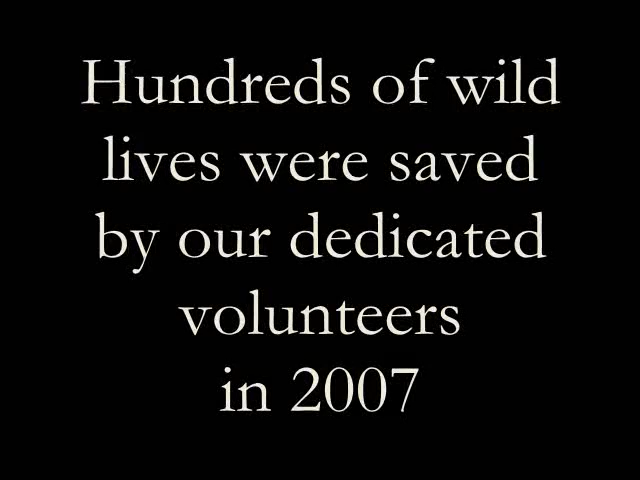 Hundreds of wild
lives were saved
by our dedicated
volunteers
in 2007